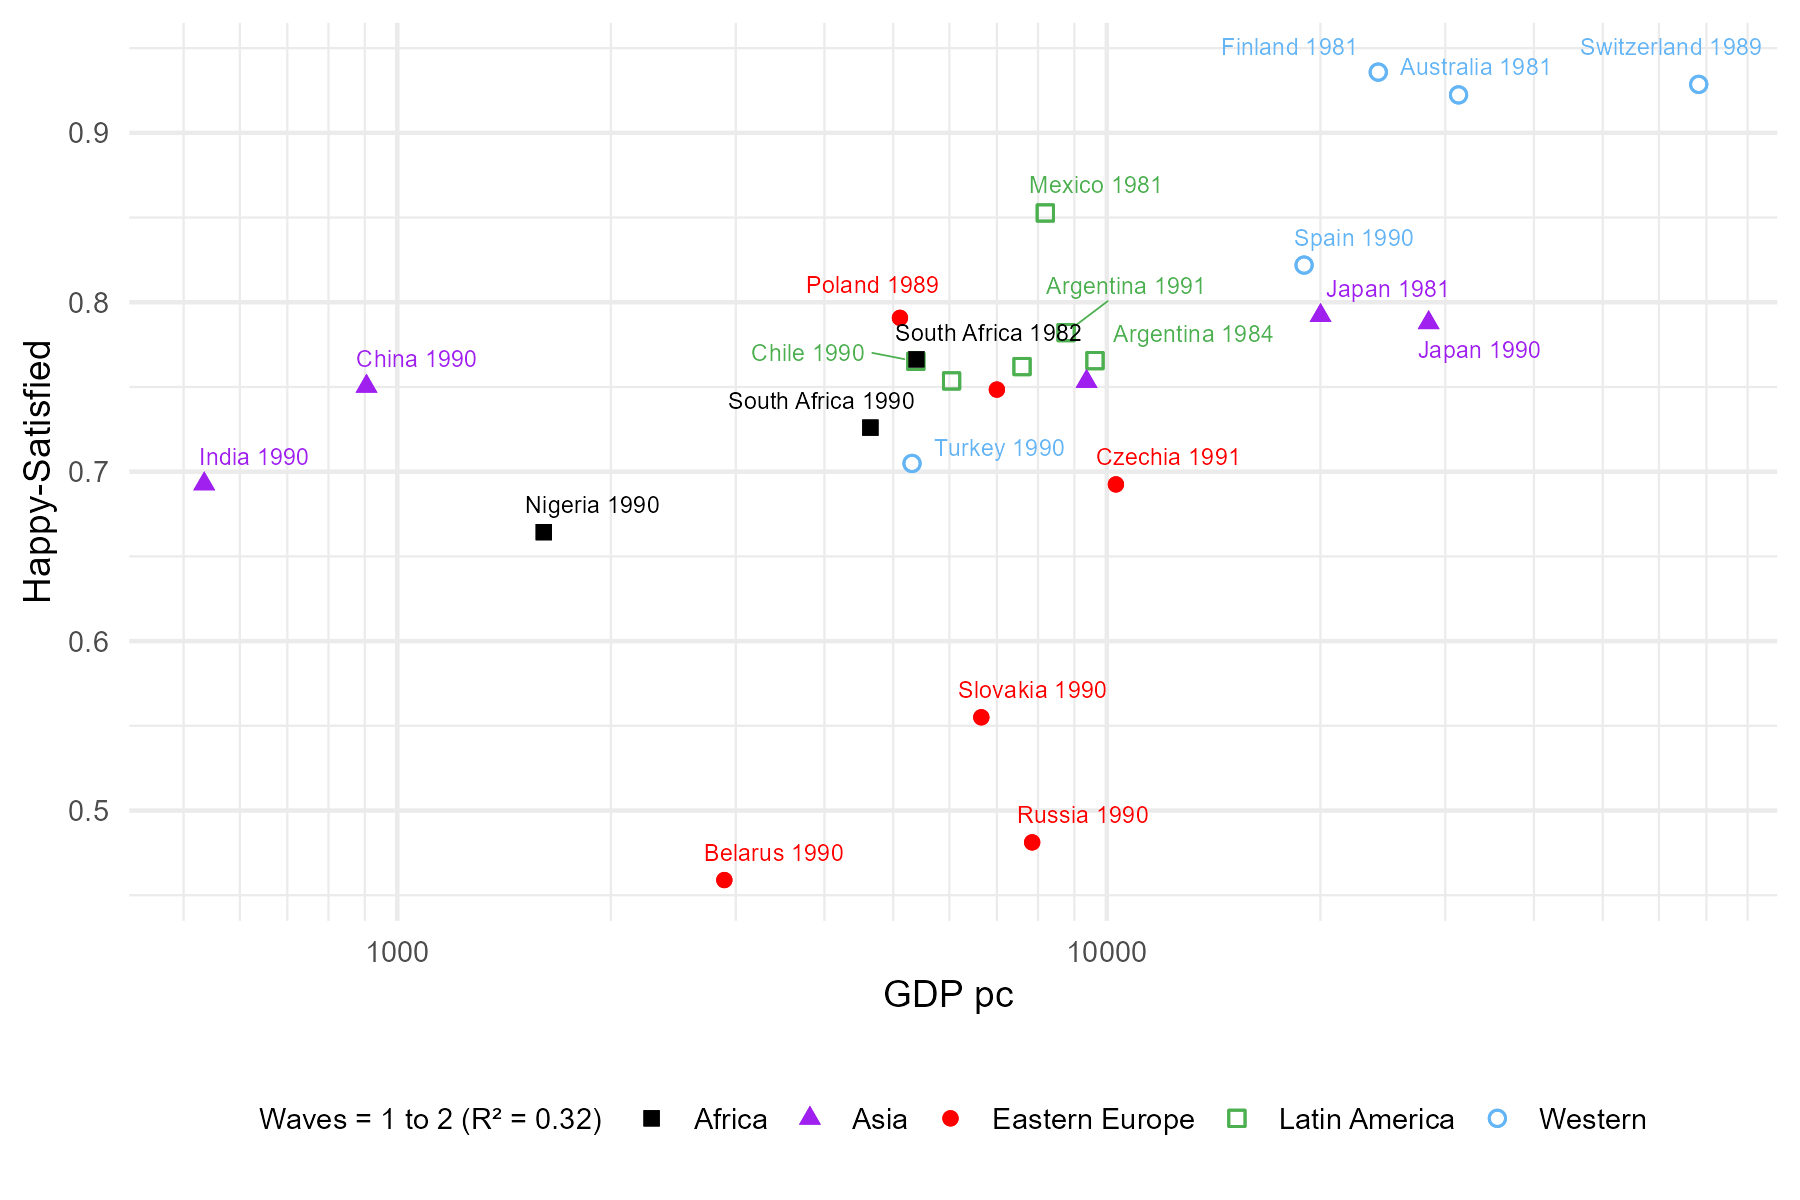 Finland 1981
Switzerland 1989
Australia 1981
0.9
Mexico 1981
Spain 1990
Poland 1989
Argentina 1991
Japan 1981
0.8
South Africa 1982
Argentina 1984
Chile 1990
Japan 1990
China 1990
South Africa 1990
Turkey 1990
Czechia 1991
India 1990
0.7
Nigeria 1990
Happy-Satisfied
0.6
Slovakia 1990
0.5
Russia 1990
Belarus 1990
1000
10000
GDP pc
Waves = 1 to 2 (R² = 0.32) Africa Asia Eastern Europe Latin America Western